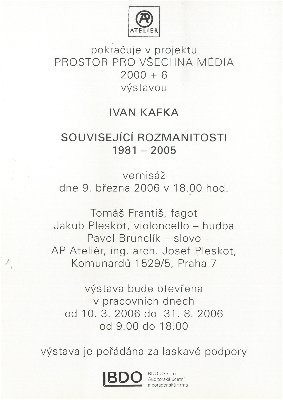 AP
ATELIER
pokračuje v projektu
PROSTOR PRO VŠECHNA MÉDIA
2000 + 6
výstavou
IVAN KAFKA
SOUVISEJÍCÍ ROZMANITOSTI
1981 – 2005
vernisáž
dne 9. března 2006 v 18.00 hod.
Tomáš Františ, fagot
Jakub Pleskot, violoncello – hudba
Pavel Brunclík – slovo
AP Ateliér, ing. arch. Josef Pleskot,
Komunardů 1529/5, Praha 7
výstava bude otevřena
v pracovních dnech
od 10. 3. 2006 do 31. 8. 2006
od 9.00 do 18.00
výstava je pořádána za laskavé podpory
BDO